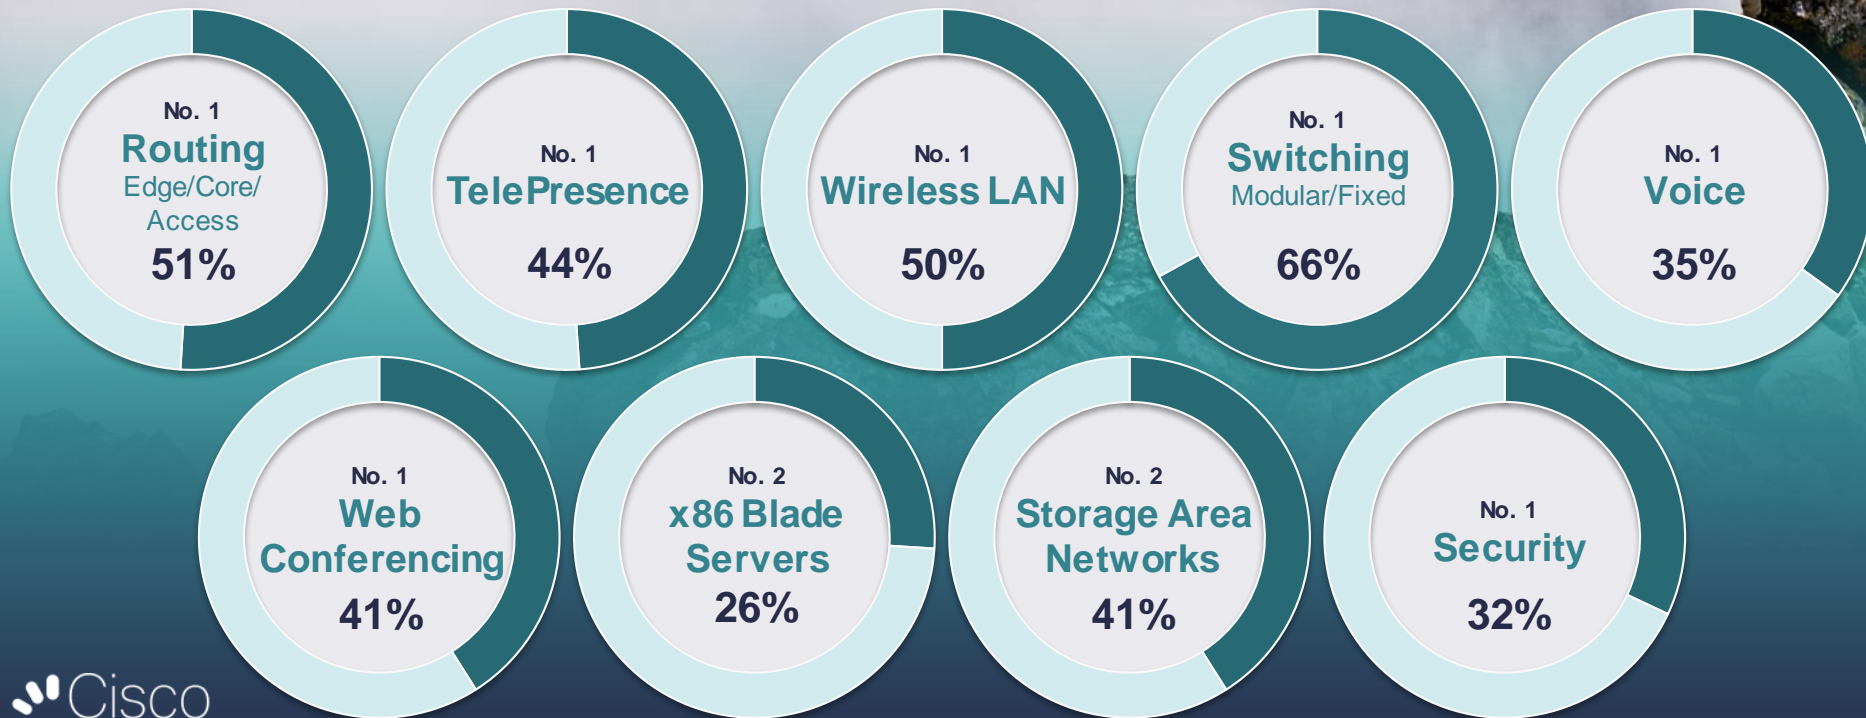 No. 1
Routing
Edge/Core/
Access
51%
No. 1
TelePresence
44%
No. 1
Wireless LAN
50%
No. 1
Switching
Modular/Fixed
66%
No. 1
Voice
35%
No. 1
Web
Conferencing
41%
No. 2
x86 Blade
Servers
26%
No. 2
Storage Area
Networks
41%
No. 1
Security
32%
Cisco